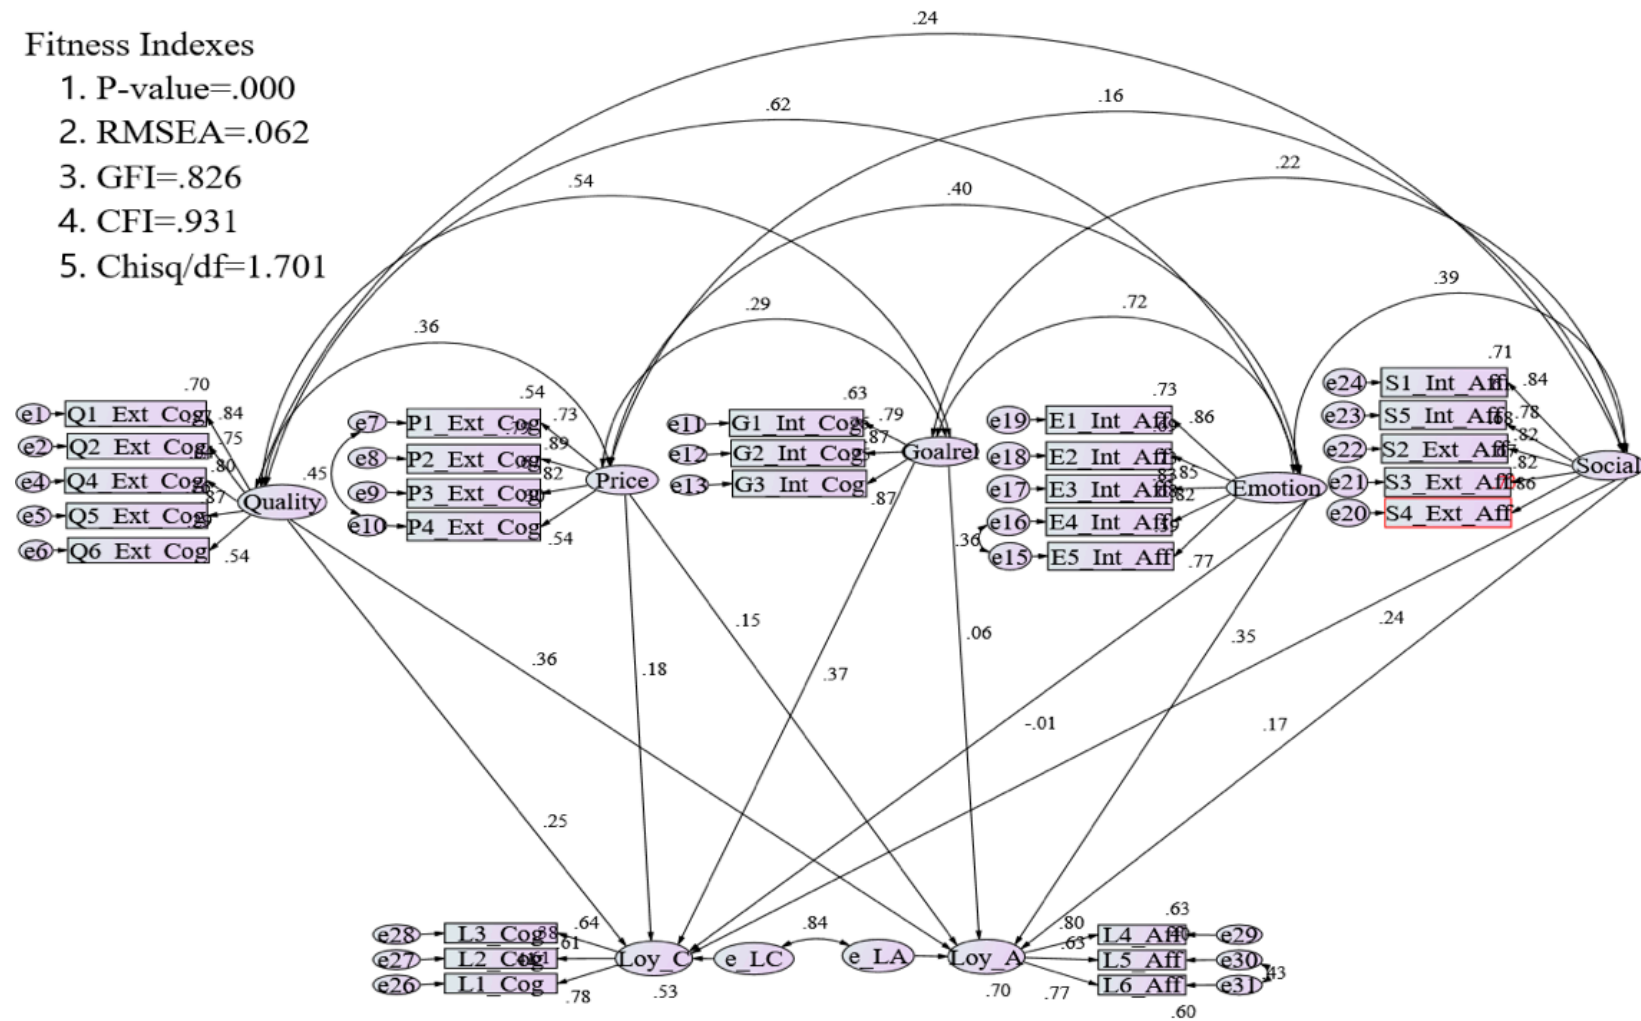 .24
Fitness Indexes
1. P-value=.000
2. RMSEA=.062
3. GFI=.826
4. CFI=.931
5. Chisq/df=1.701
.62
.16
.54
.40
.22
.36
.29
.72
.39
.70
e1 Q1_Ext_Cog .84
e2 Q2_Ext_Cog .75
e4 Q4_Ext_Cog .80
e5 Q5_Ext_Cog .87
e6 Q6_Ext_Cog .54
Quality
.54
.45
e7 P1_Ext_Cog .73
e8 P2_Ext_Cog .89
e9 P3_Ext_Cog .82
e10 P4_Ext_Cog .54
Price
.63
e11 G1_Int_Cog .79
e12 G2_Int_Cog .87
e13 G3_Int_Cog .87
Goalrel
.73
e19 E1_Int_Aff .86
e18 E2_Int_Aff
e17 E3_Int_Aff .85
e16 E4_Int_Aff .82
e15 E5_Int_Aff .77
.36
Emotion
.71
e24 S1_Int_Aff .84
e23 S5_Int_Aff .78
e22 S2_Ext_Aff .82
e21 S3_Ext_Aff .82
e20 S4_Ext_Aff .86
Social
.36
.18
.15
.37
.06
.35
.24
-.01
.17
.25
e28 L3_Cog .64
e27 L2_Cog .61
e26 L1_Cog .78
Loy_C
.53
e_LC
.84
e_LA
Loy_A
.70
.63
.80 L4_Aff e29
.63 L5_Aff e30
.77 L6_Aff e31
.43
.60